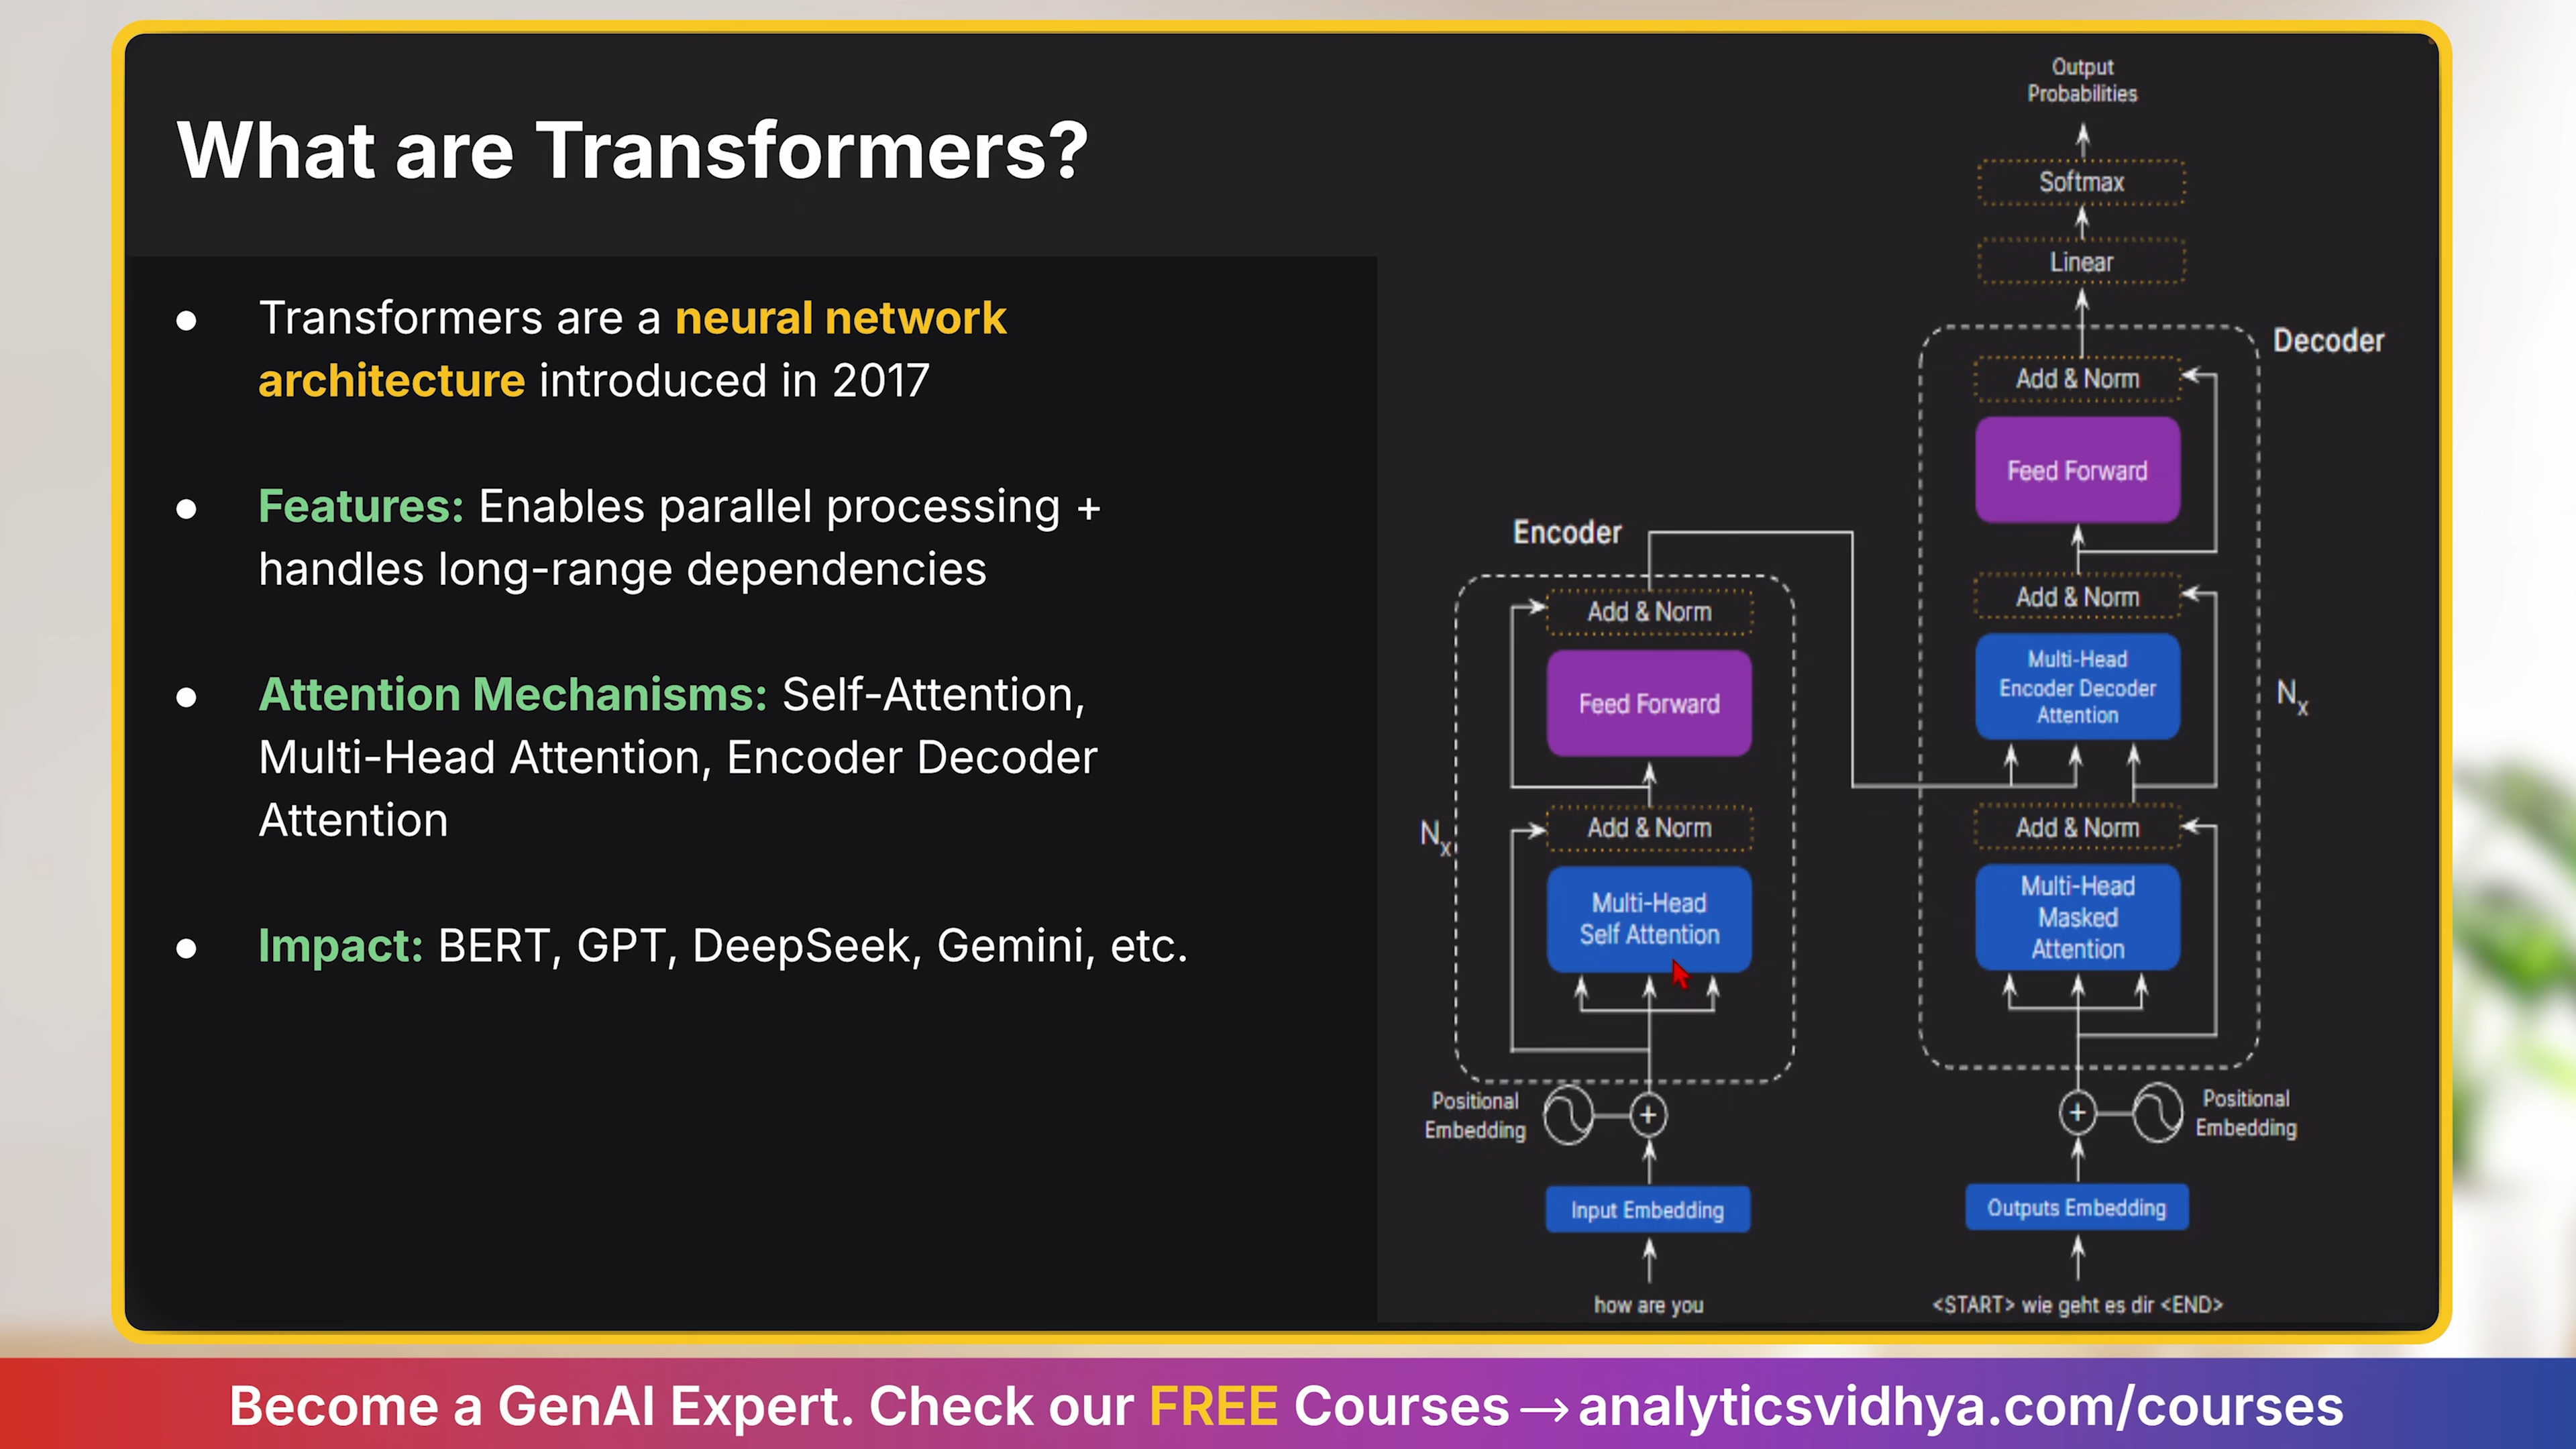 What are Transformers?
● Transformers are a neural network
architecture introduced in 2017
● Features: Enables parallel processing +
handles long-range dependencies
● Attention Mechanisms: Self-Attention,
Multi-Head Attention, Encoder Decoder
Attention
● Impact: BERT, GPT, DeepSeek, Gemini, etc.
Encoder
Add & Norm
Feed Forward
Add & Norm
Nx
Multi-Head
Self Attention
Positional
Embedding
+
Input Embedding
how are you
Output
Probabilities
Softmax
Linear
Decoder
Add & Norm
Feed Forward
Add & Norm
Multi-Head
Encoder Decoder
Attention
Nx
Add & Norm
Multi-Head
Masked
Attention
+
Positional
Embedding
Outputs Embedding
<START> wie geht es dir <END>
Become a GenAI Expert. Check our FREE Courses → analyticsvidhya.com/courses